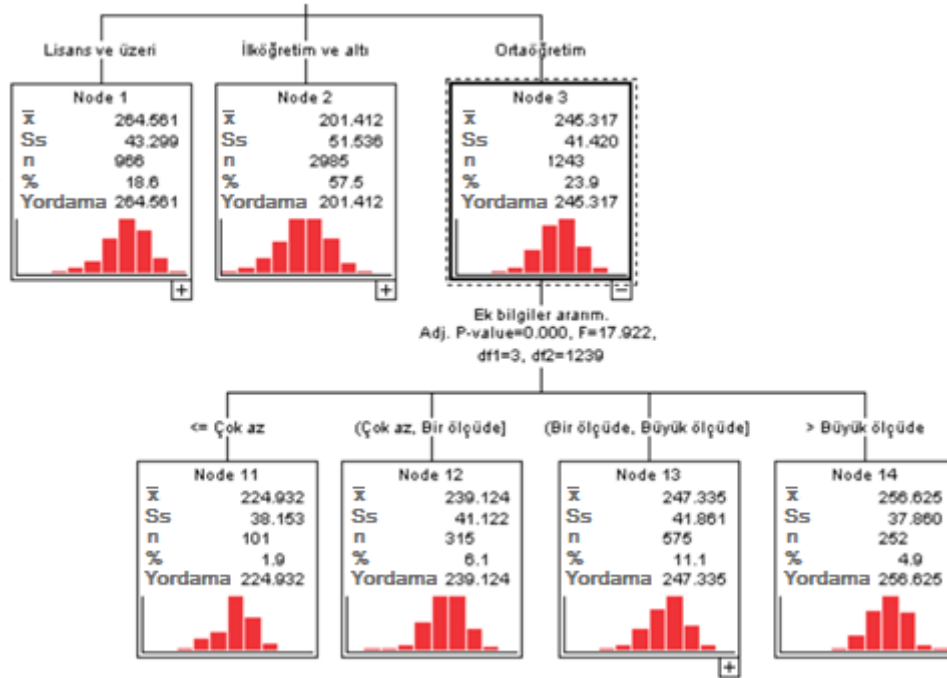 Lisans ve üzeri
İlköğretim ve altı
Ortaöğretim
Node 1
x̅ 264.561
Ss 43.299
n 966
% 18.6
Yordama 264.561
+
Node 2
x̅ 201.412
Ss 51.536
n 2985
% 57.5
Yordama 201.412
+
Node 3
x̅ 245.317
Ss 41.420
n 1243
% 23.9
Yordama 245.317
−
Ek bilgiler ararım.
Adj. P-value=0.000, F=17.922,
df1=3, df2=1239
<= Çok az
(Çok az, Bir ölçüde]
(Bir ölçüde, Büyük ölçüde]
> Büyük ölçüde
Node 11
x̅ 224.932
Ss 38.153
n 101
% 1.9
Yordama 224.932
Node 12
x̅ 239.124
Ss 41.122
n 315
% 6.1
Yordama 239.124
Node 13
x̅ 247.335
Ss 41.861
n 575
% 11.1
Yordama 247.335
+
Node 14
x̅ 256.625
Ss 37.860
n 252
% 4.9
Yordama 256.625